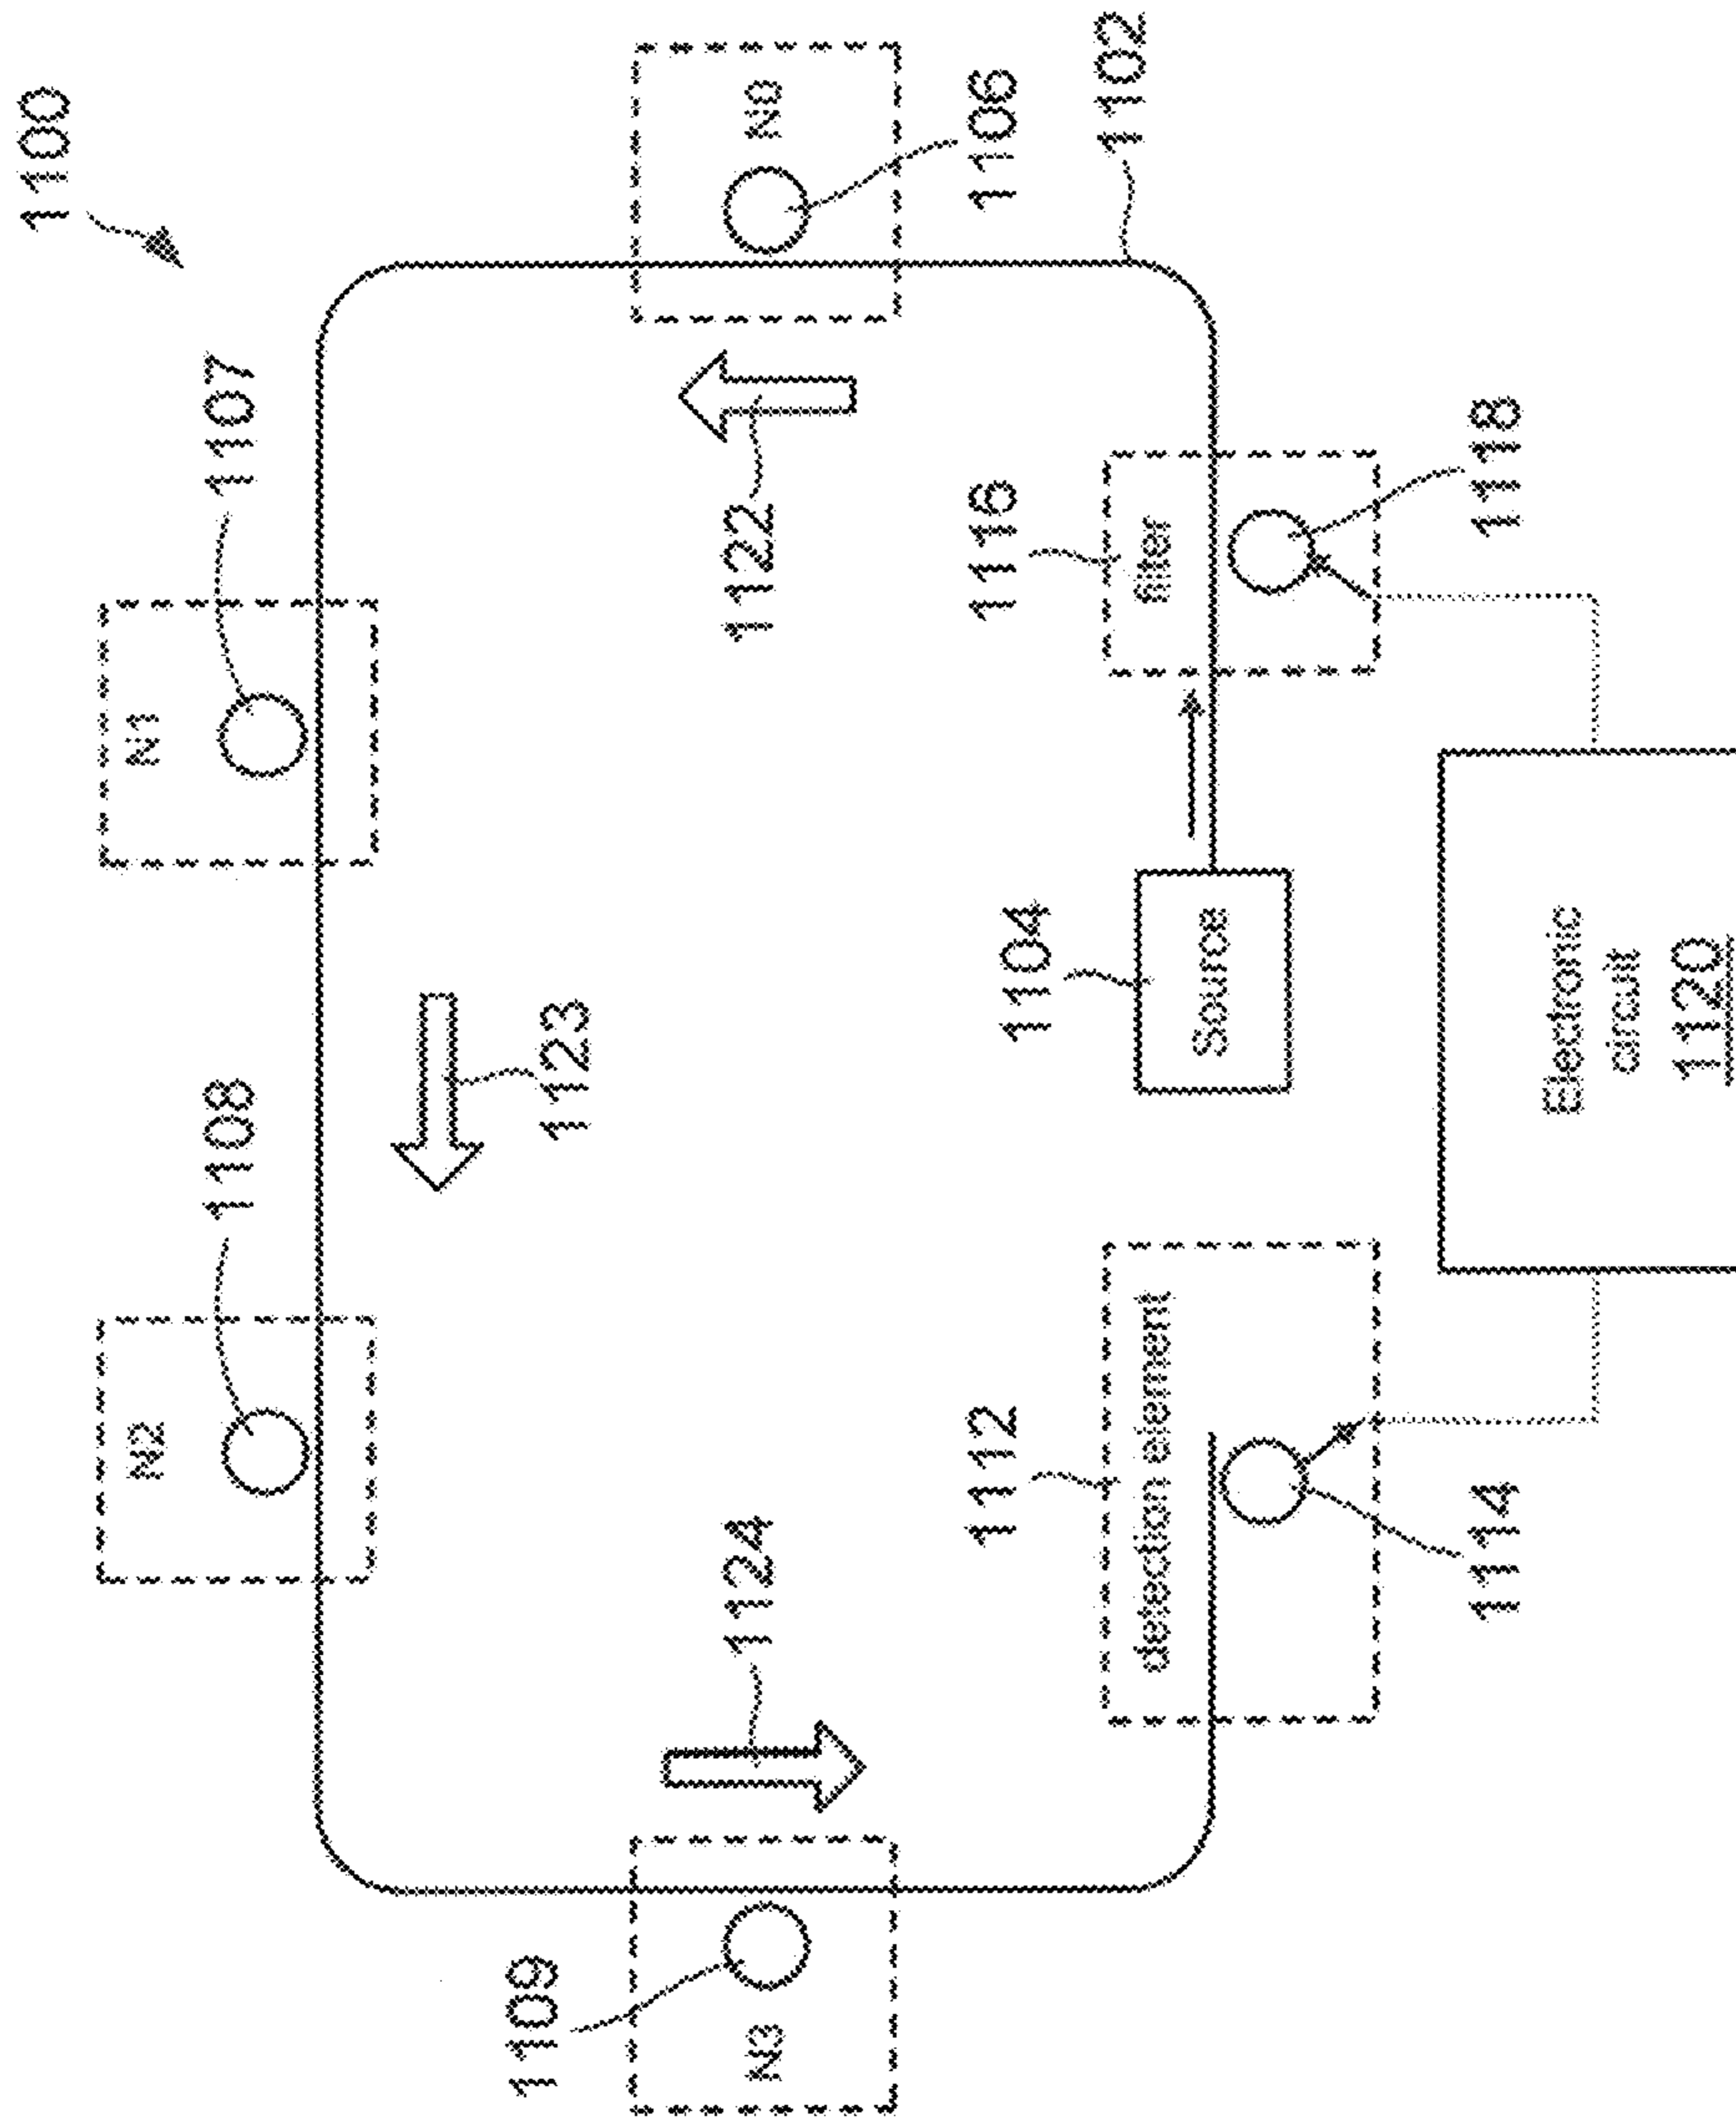 1100
N2
N1
1108
1107
1109
1123
1124
1122
N3
N0
1112
1116
1106
1104
1102
detection element
filter
Source
1114
1118
Electronic
circuit
1120